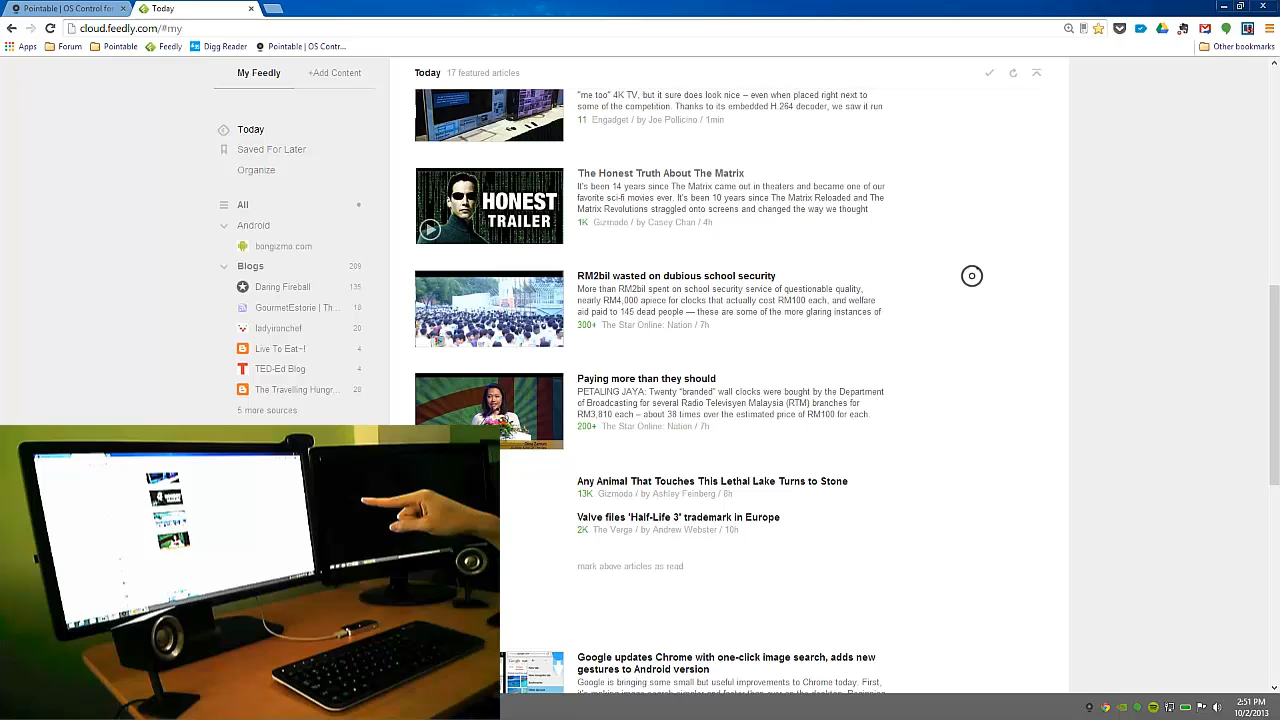 Pointable | OS Control for
Today
cloud.feedly.com/#my
Apps
Forum
Pointable
Feedly
Digg Reader
Pointable | OS Contr...
Other bookmarks
My Feedly
+Add Content
Today
Saved For Later
Organize
All
Android
bongizmo.com
Blogs 209
Daring Fireball 135
GourmetEstorie | Th... 18
ladyironchef 20
Live To Eat~! 4
TED-Ed Blog 4
The Travelling Hungr... 28
5 more sources
Today 17 featured articles
"me too" 4K TV, but it sure does look nice – even when placed right next to
some of the competition. Thanks to its embedded H.264 decoder, we saw it run
11 Engadget / by Joe Pollicino / 1min
HONEST
TRAILER
The Honest Truth About The Matrix
It's been 14 years since The Matrix came out in theaters and became one of our
favorite sci-fi movies ever. It's been 10 years since The Matrix Reloaded and The
Matrix Revolutions straggled onto screens and changed the way we thought
1K Gizmodo / by Casey Chan / 4h
RM2bil wasted on dubious school security
More than RM2bil spent on school security service of questionable quality,
nearly RM4,000 apiece for clocks that actually cost RM100 each, and welfare
aid paid to 145 dead people — these are some of the more glaring instances of
300+ The Star Online: Nation / 7h
Paying more than they should
PETALING JAYA: Twenty "branded" wall clocks were bought by the Department
of Broadcasting for several Radio Televisyen Malaysia (RTM) branches for
RM3,810 each – about 38 times over the estimated price of RM100 for each.
200+ The Star Online: Nation / 7h
Any Animal That Touches This Lethal Lake Turns to Stone
13K Gizmodo / by Ashley Feinberg / 6h
Valve files 'Half-Life 3' trademark in Europe
2K The Verge / by Andrew Webster / 10h
mark above articles as read
Google updates Chrome with one-click image search, adds new
gestures to Android version
Google is bringing some small but useful improvements to Chrome today. First,
2:51 PM
10/2/2013